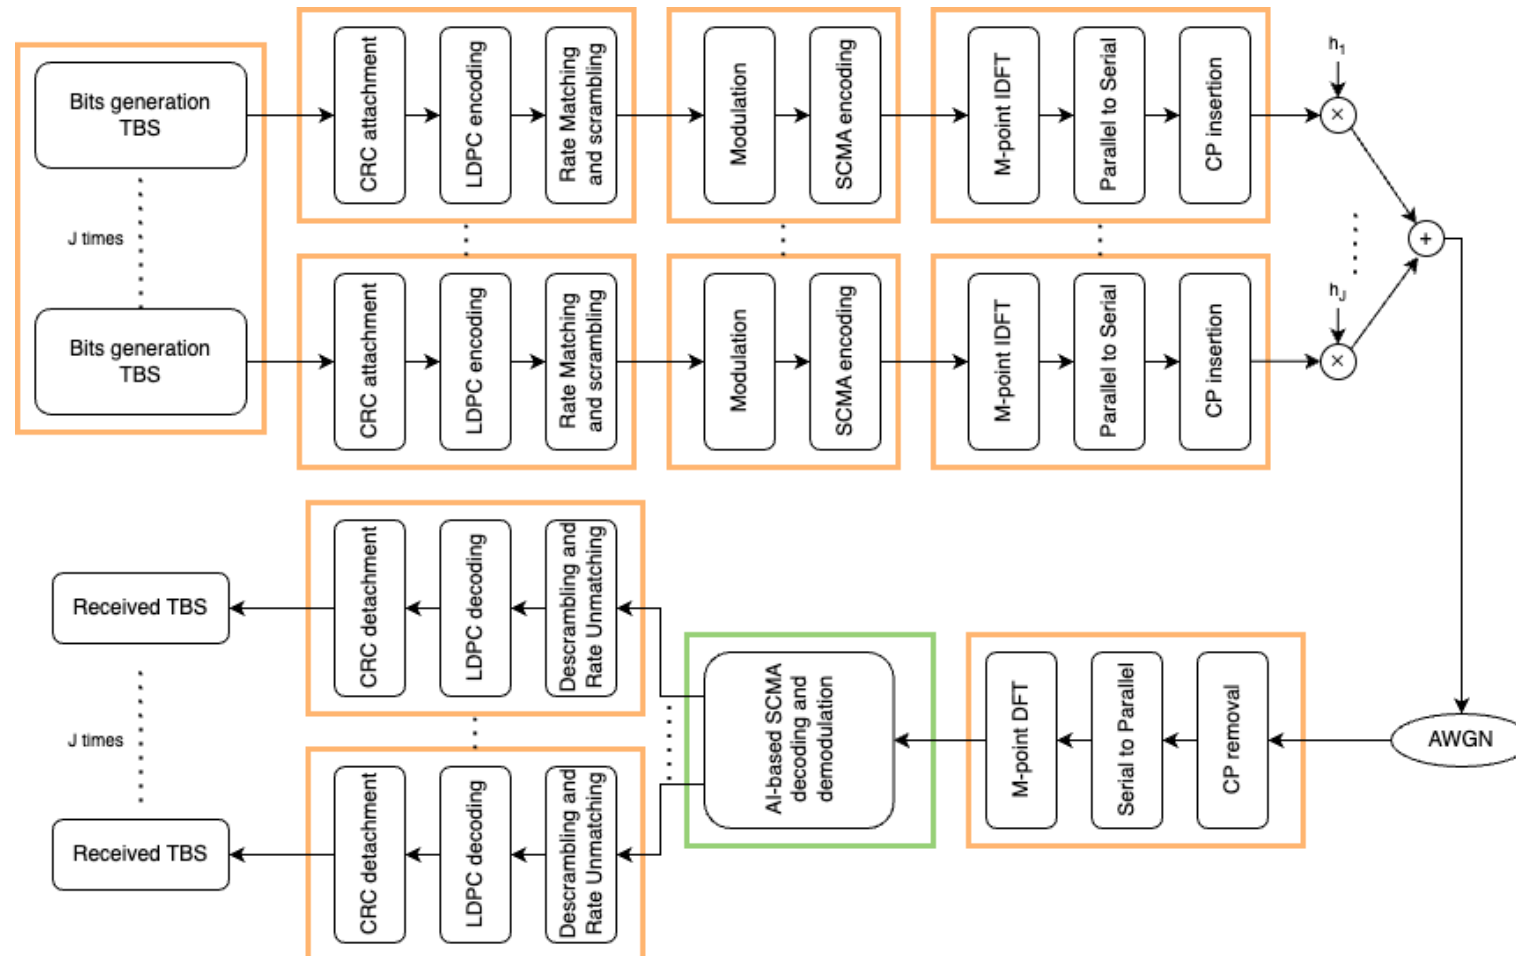 Bits generation
TBS
CRC attachment
LDPC encoding
Rate Matching
and scrambling
Modulation
SCMA encoding
M-point IDFT
Parallel to Serial
CP insertion
h1
×
J times
+
Bits generation
TBS
CRC attachment
LDPC encoding
Rate Matching
and scrambling
Modulation
SCMA encoding
M-point IDFT
Parallel to Serial
CP insertion
hJ
×
Received TBS
CRC detachment
LDPC decoding
Descrambling and
Rate Unmatching
J times
AI-based SCMA
decoding and
demodulation
M-point DFT
Serial to Parallel
CP removal
AWGN
Received TBS
CRC detachment
LDPC decoding
Descrambling and
Rate Unmatching